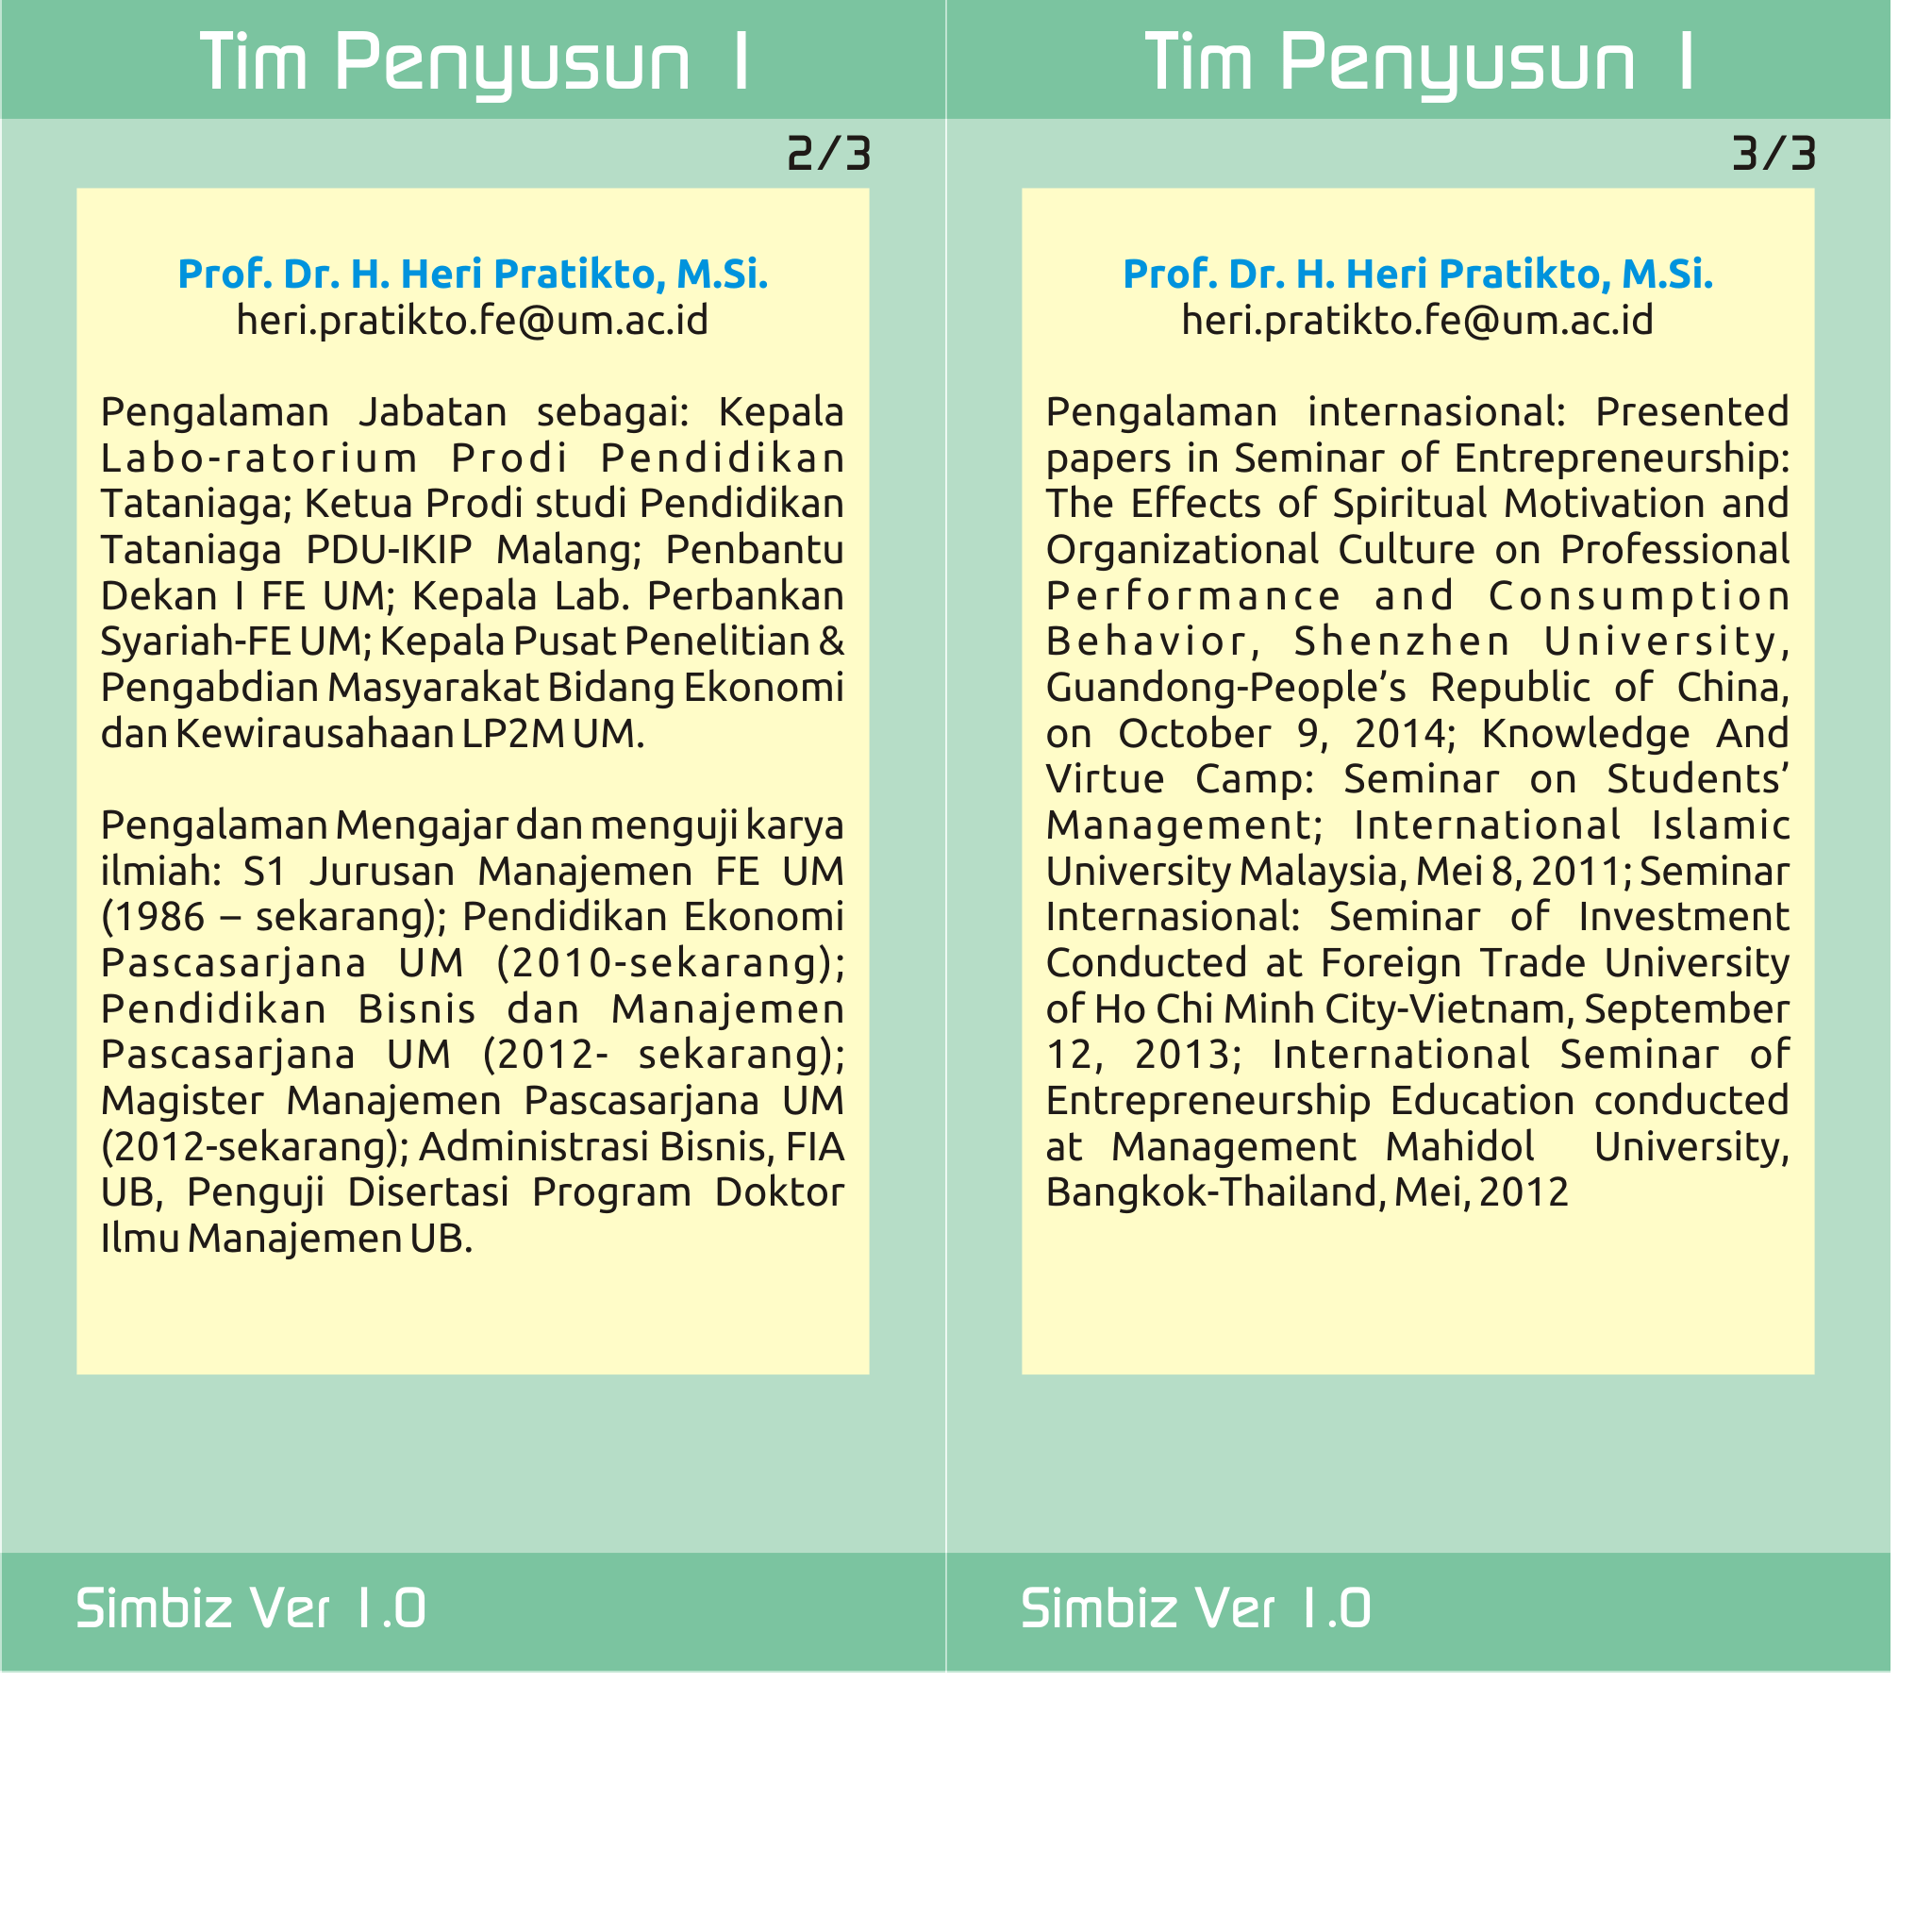 Tim Penyusun 1
2/3
Prof. Dr. H. Heri Pratikto, M.Si.
heri.pratikto.fe@um.ac.id
Pengalaman Jabatan sebagai: Kepala
Labo-ratorium Prodi Pendidikan
Tataniaga; Ketua Prodi studi Pendidikan
Tataniaga PDU-IKIP Malang; Penbantu
Dekan I FE UM; Kepala Lab. Perbankan
Syariah-FE UM; Kepala Pusat Penelitian &
Pengabdian Masyarakat Bidang Ekonomi
dan Kewirausahaan LP2M UM.
Pengalaman Mengajar dan menguji karya
ilmiah: S1 Jurusan Manajemen FE UM
(1986 – sekarang); Pendidikan Ekonomi
Pascasarjana UM (2010-sekarang);
Pendidikan Bisnis dan Manajemen
Pascasarjana UM (2012- sekarang);
Magister Manajemen Pascasarjana UM
(2012-sekarang); Administrasi Bisnis, FIA
UB, Penguji Disertasi Program Doktor
Ilmu Manajemen UB.
Simbiz Ver 1.0
Tim Penyusun 1
3/3
Prof. Dr. H. Heri Pratikto, M.Si.
heri.pratikto.fe@um.ac.id
Pengalaman internasional: Presented
papers in Seminar of Entrepreneurship:
The Effects of Spiritual Motivation and
Organizational Culture on Professional
Performance and Consumption
Behavior, Shenzhen University,
Guandong-People’s Republic of China,
on October 9, 2014; Knowledge And
Virtue Camp: Seminar on Students’
Management; International Islamic
University Malaysia, Mei 8, 2011; Seminar
Internasional: Seminar of Investment
Conducted at Foreign Trade University
of Ho Chi Minh City-Vietnam, September
12, 2013; International Seminar of
Entrepreneurship Education conducted
at Management Mahidol University,
Bangkok-Thailand, Mei, 2012
Simbiz Ver 1.0